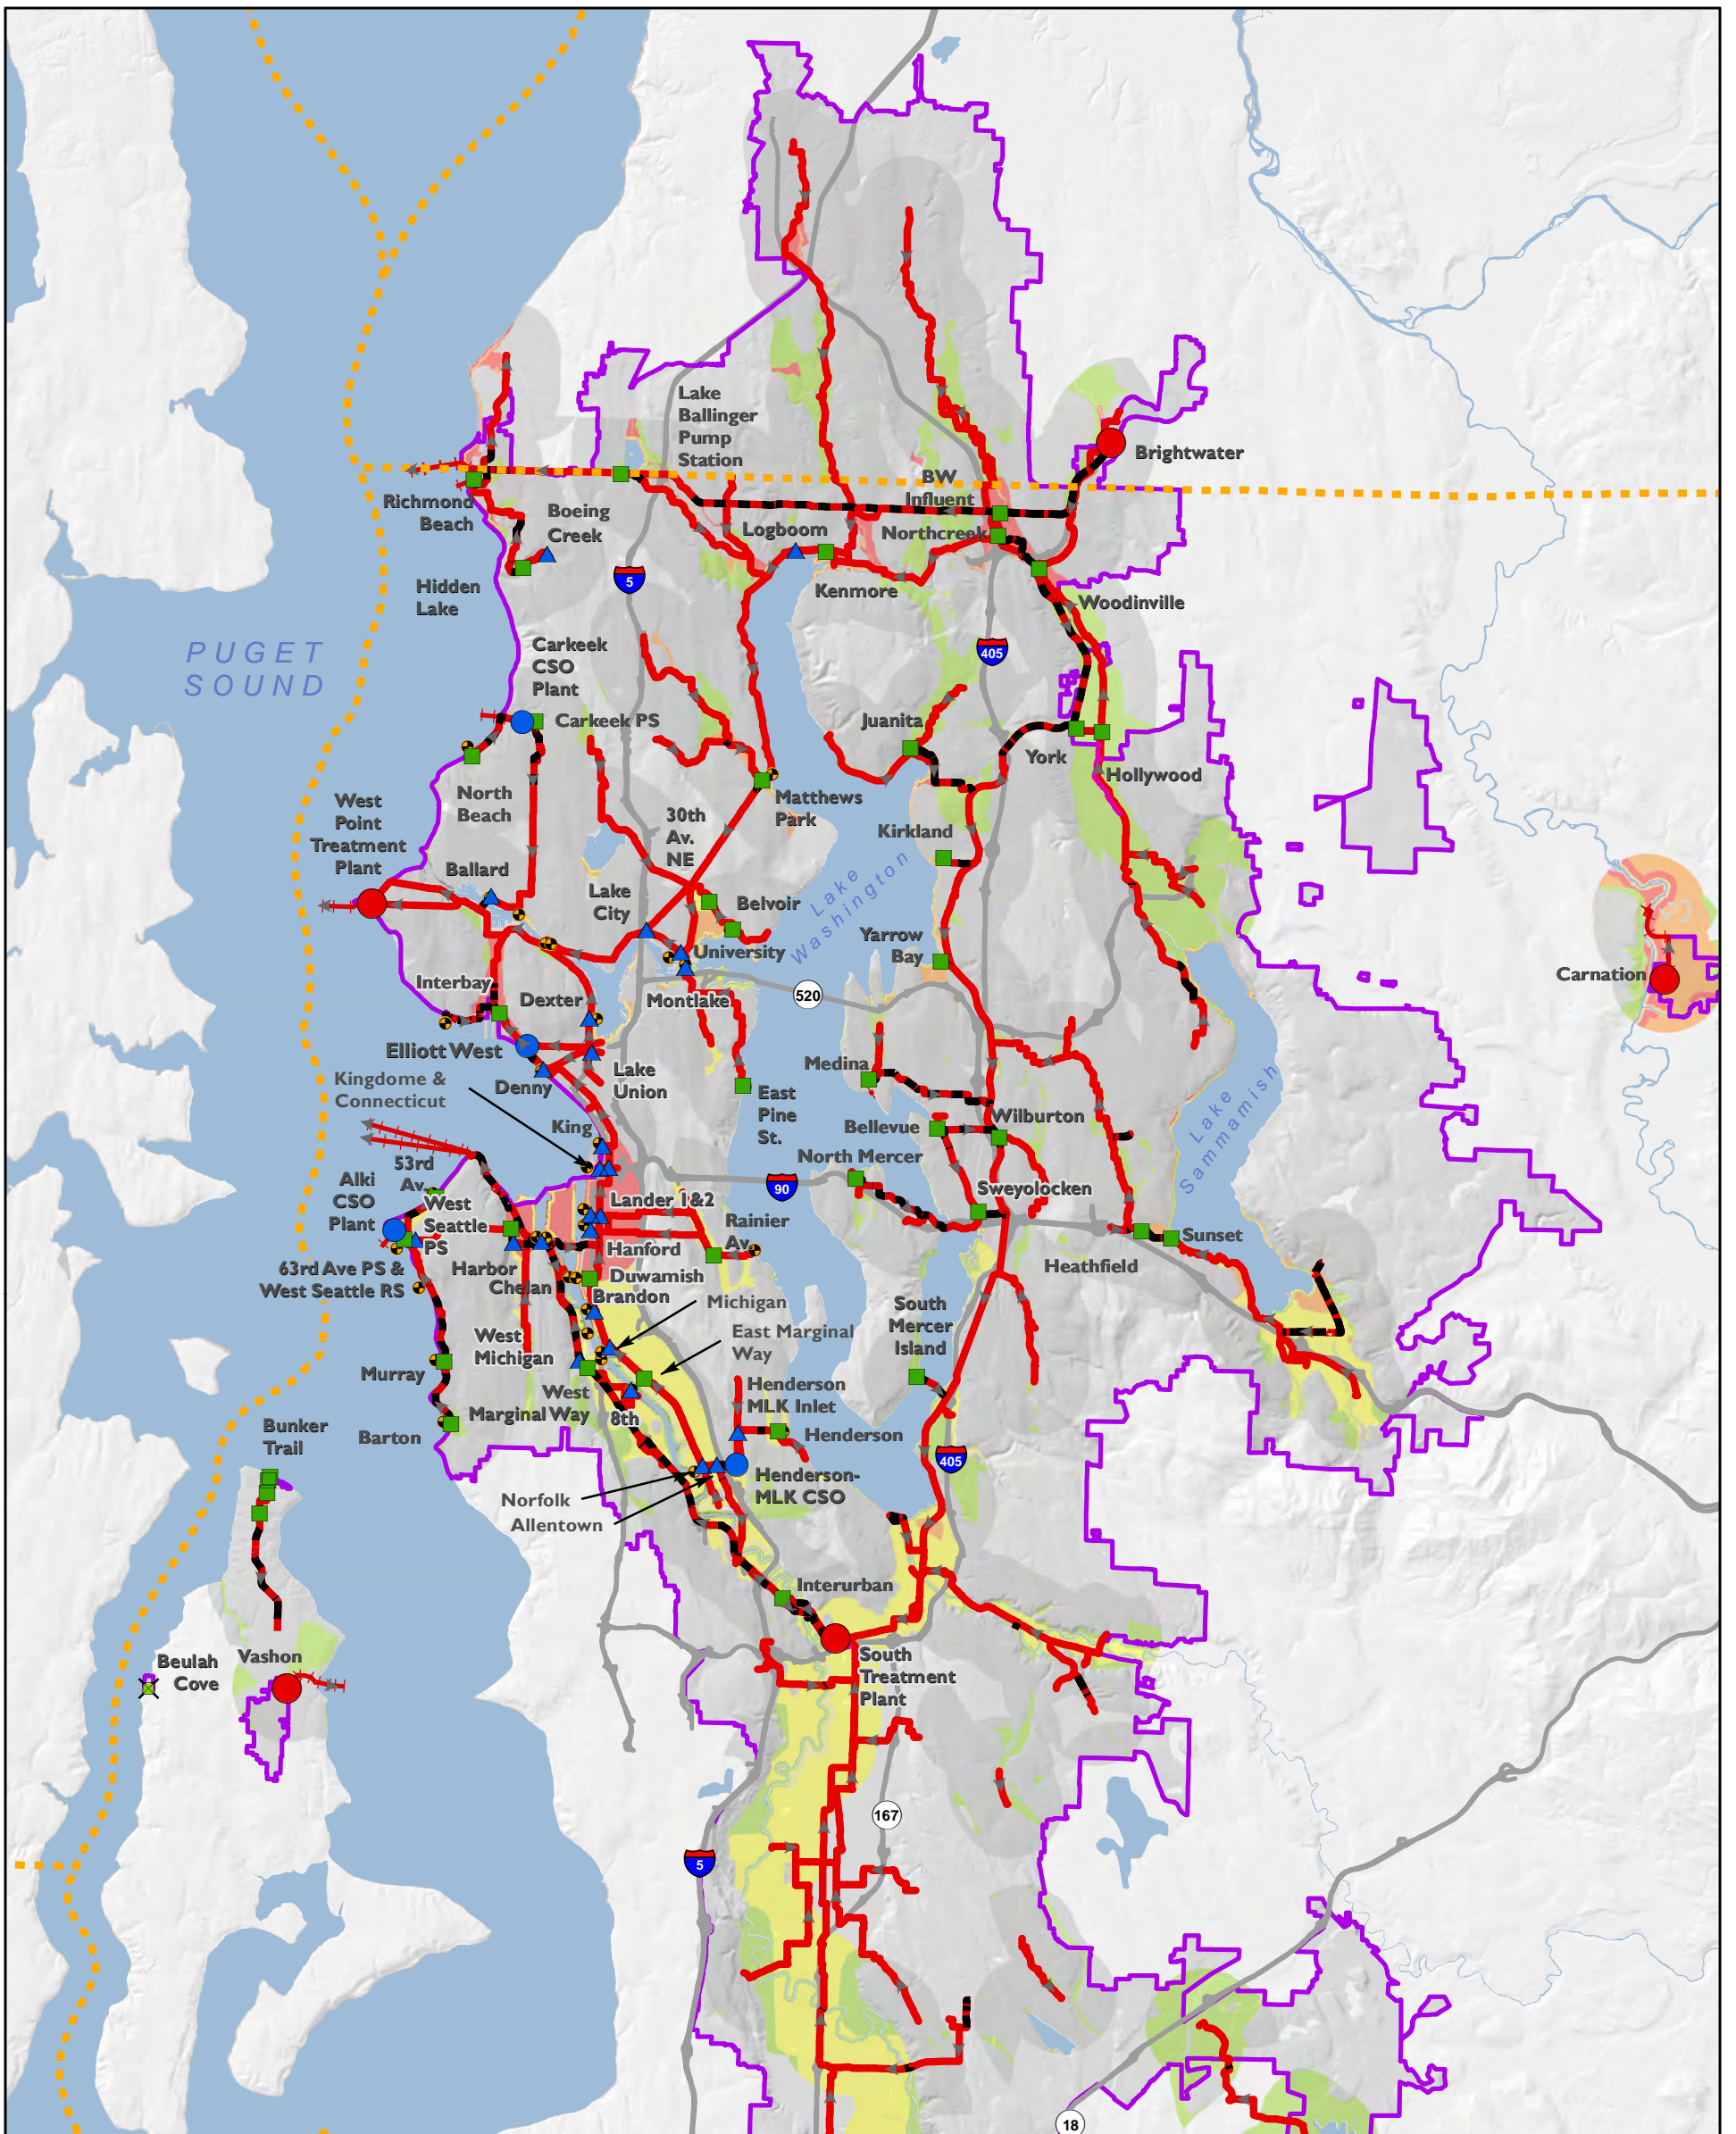 Lake
Ballinger
Pump
Station
Brightwater
BW
Influent
Richmond
Beach
Boeing
Creek
Logboom
Northcreek
5
Hidden
Lake
Kenmore
Woodinville
PUGET
SOUND
Carkeek
CSO
Plant
405
Carkeek PS
Juanita
York
Hollywood
North
Beach
Matthews
Park
West
Point
Treatment
Plant
30th
Av.
NE
Kirkland
Ballard
Lake
City
Belvoir
Lake
Washington
University
Yarrow
Bay
Interbay
Dexter
Montlake
520
Carnation
Elliott West
Kingdome &
Connecticut
Denny
Lake
Union
East
Pine
St.
Medina
Lake
Sammamish
King
Bellevue
Wilburton
North Mercer
53rd
Av.
Alki
CSO
Plant
West
Seattle
PS
90
Lander 1&2
Sweyolocken
Rainier
Av.
Hanford
Sunset
63rd Ave PS &
West Seattle RS
Harbor
Chelan
Duwamish
Heathfield
Brandon
Michigan
South
Mercer
Island
East Marginal
Way
West
Michigan
Murray
West
Marginal Way
8th
Henderson
MLK Inlet
Henderson
Bunker
Trail
Barton
405
Henderson-
MLK CSO
Norfolk
Allentown
Interurban
Beulah
Cove
Vashon
South
Treatment
Plant
167
5
18